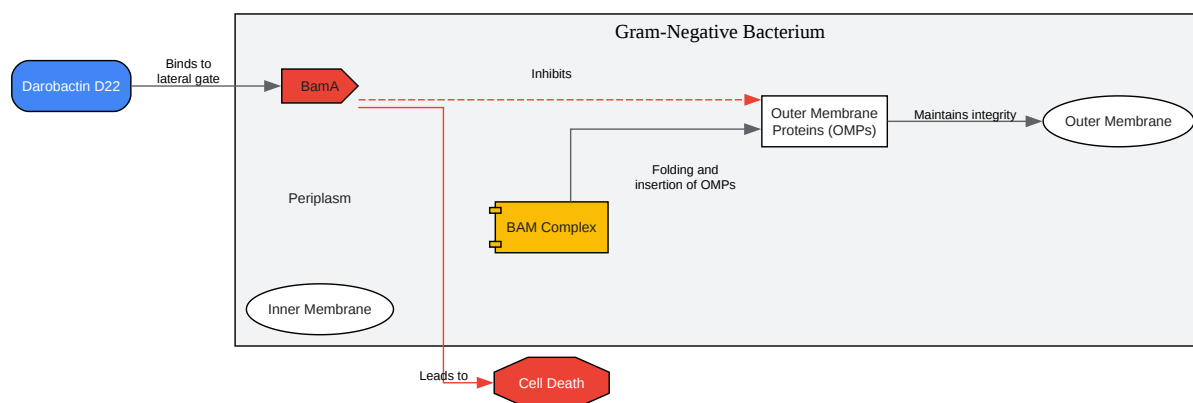 Gram-Negative Bacterium
Darobactin D22
Binds to
lateral gate
BamA
Inhibits
Outer Membrane
Proteins (OMPs)
Maintains integrity
Outer Membrane
Folding and
insertion of OMPs
Periplasm
BAM Complex
Inner Membrane
Leads to
Cell Death